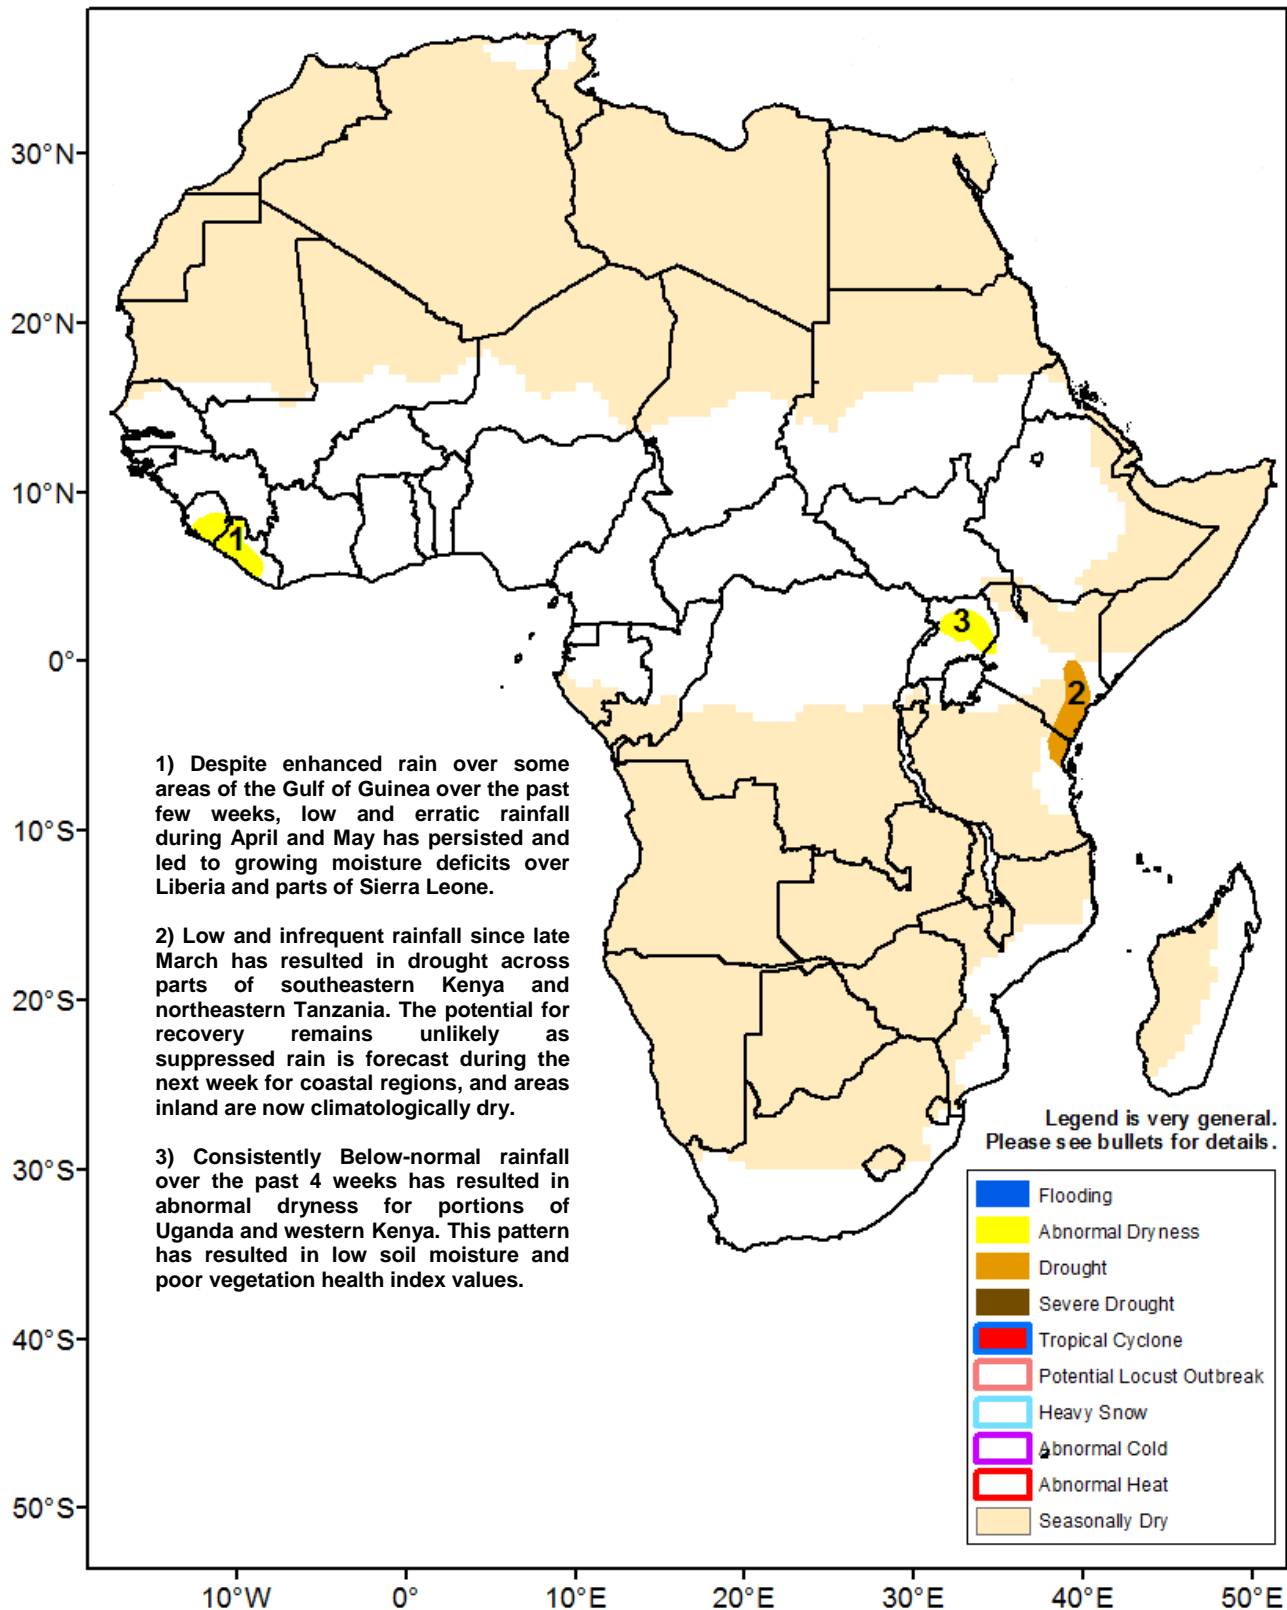 30°N
20°N
10°N
0°
10°S
20°S
30°S
40°S
50°S
1
3
2
1) Despite enhanced rain over some
areas of the Gulf of Guinea over the past
few weeks, low and erratic rainfall
during April and May has persisted and
led to growing moisture deficits over
Liberia and parts of Sierra Leone.
2) Low and infrequent rainfall since late
March has resulted in drought across
parts of southeastern Kenya and
northeastern Tanzania. The potential for
recovery remains unlikely as
suppressed rain is forecast during the
next week for coastal regions, and areas
inland are now climatologically dry.
3) Consistently Below-normal rainfall
over the past 4 weeks has resulted in
abnormal dryness for portions of
Uganda and western Kenya. This pattern
has resulted in low soil moisture and
poor vegetation health index values.
Legend is very general.
Please see bullets for details.
Flooding
Abnormal Dryness
Drought
Severe Drought
Tropical Cyclone
Potential Locust Outbreak
Heavy Snow
Abnormal Cold
Abnormal Heat
Seasonally Dry
10°W
0°
10°E
20°E
30°E
40°E
50°E